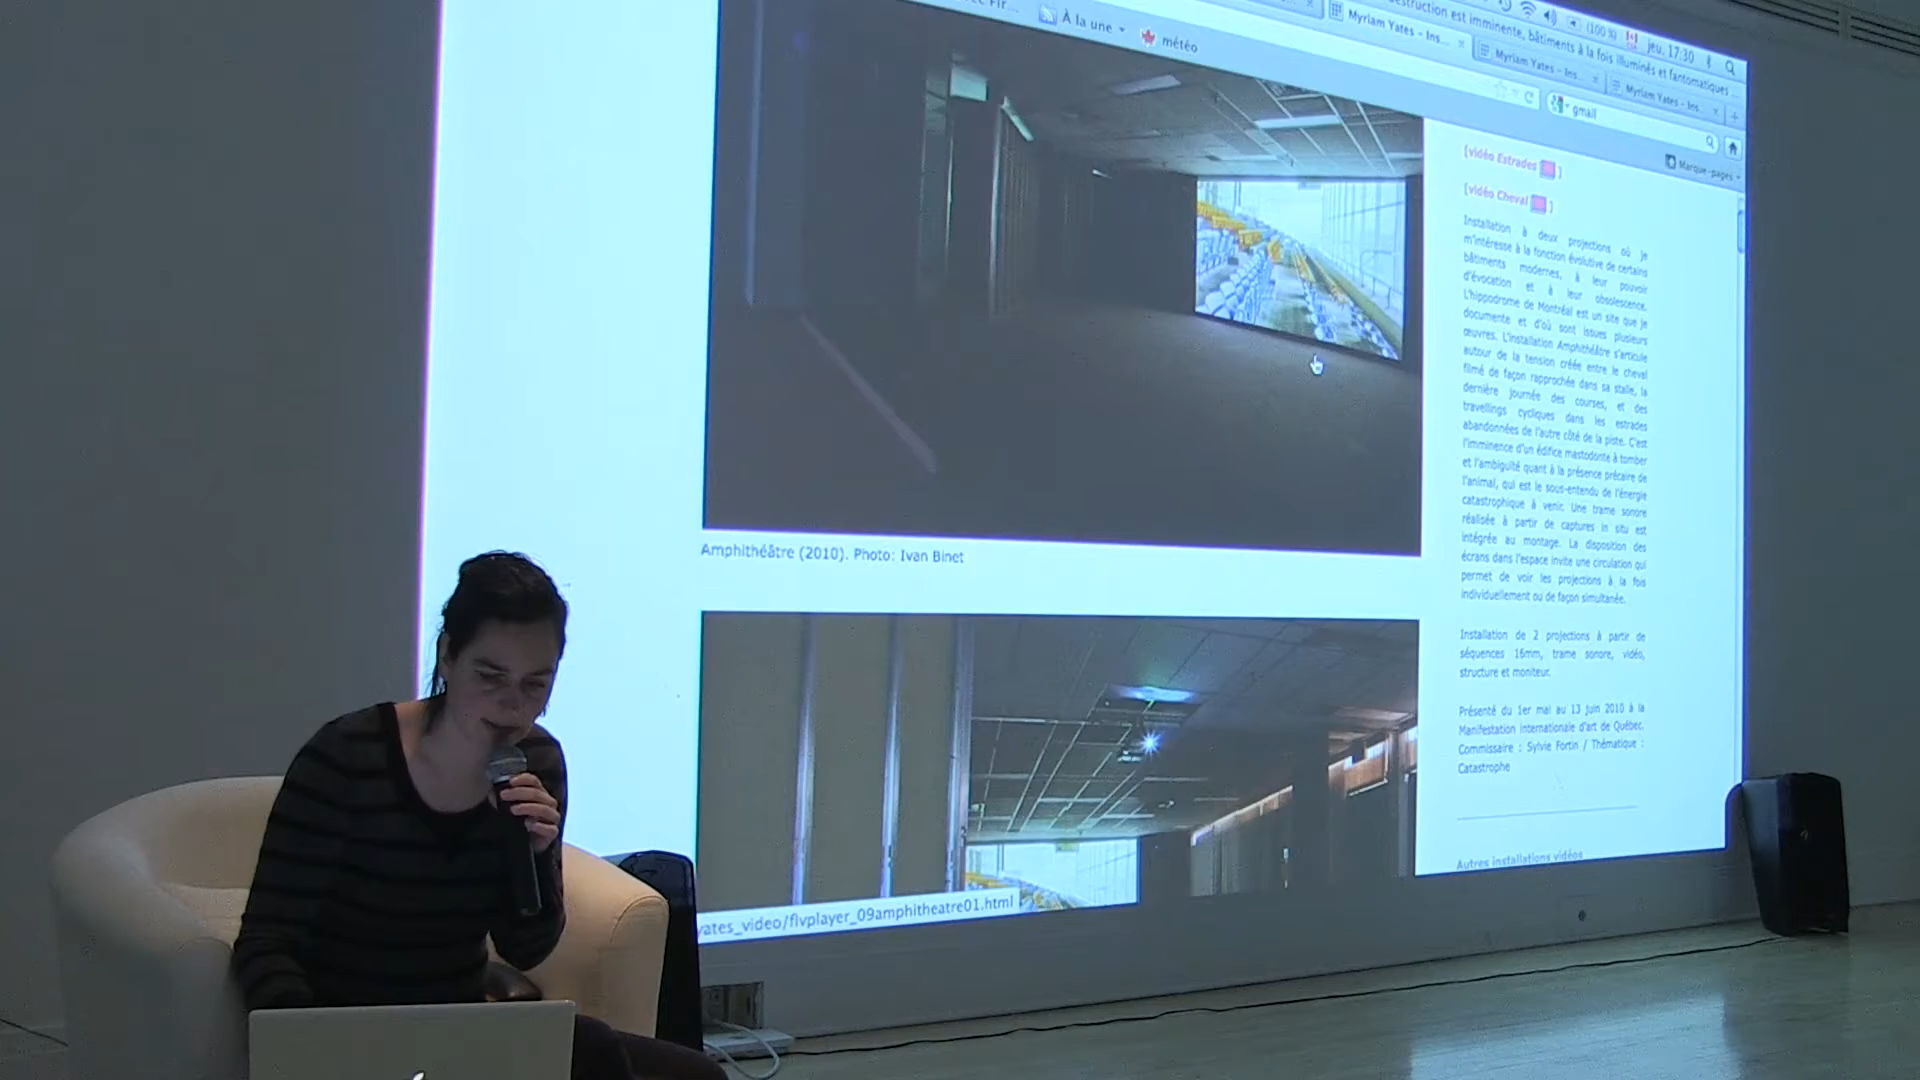 (100 %)
jeu. 17:30
destruction est imminente, bâtiments à la fois illuminés et fantomatiques ...
À la une
météo
Myriam Yates – Ins...
Myriam Yates – Ins...
Myriam Yates – Ins...
gmail
Marque-pages
[vidéo Estrades ]
[vidéo Cheval ]
Installation à deux projections où je
m'intéresse à la fonction évolutive de certains
bâtiments modernes, à leur pouvoir
d'évocation et à leur obsolescence.
L'hippodrome de Montréal est un site que je
documente et d'où sont issues plusieurs
œuvres. L'installation Amphithéâtre s'articule
autour de la tension créée entre le cheval
filmé de façon rapprochée dans sa stalle, la
dernière journée des courses, et des
travellings cycliques dans les estrades
abandonnées de l'autre côté de la piste. C'est
l'imminence d'un édifice mastodonte à tomber
et l'ambiguïté quant à la présence précaire de
l'animal, qui est le sous-entendu de l'énergie
catastrophique à venir. Une trame sonore
réalisée à partir de captures in situ est
intégrée au montage. La disposition des
écrans dans l'espace invite une circulation qui
permet de voir les projections à la fois
individuellement ou de façon simultanée.
Installation de 2 projections à partir de
séquences 16mm, trame sonore, vidéo,
structure et moniteur.
Présenté du 1er mai au 13 juin 2010 à la
Manifestation internationale d'art de Québec.
Commissaire : Sylvie Fortin / Thématique :
Catastrophe
Autres installations vidéos
Amphithéâtre (2010). Photo: Ivan Binet
yates_video/flvplayer_09amphitheatre01.html